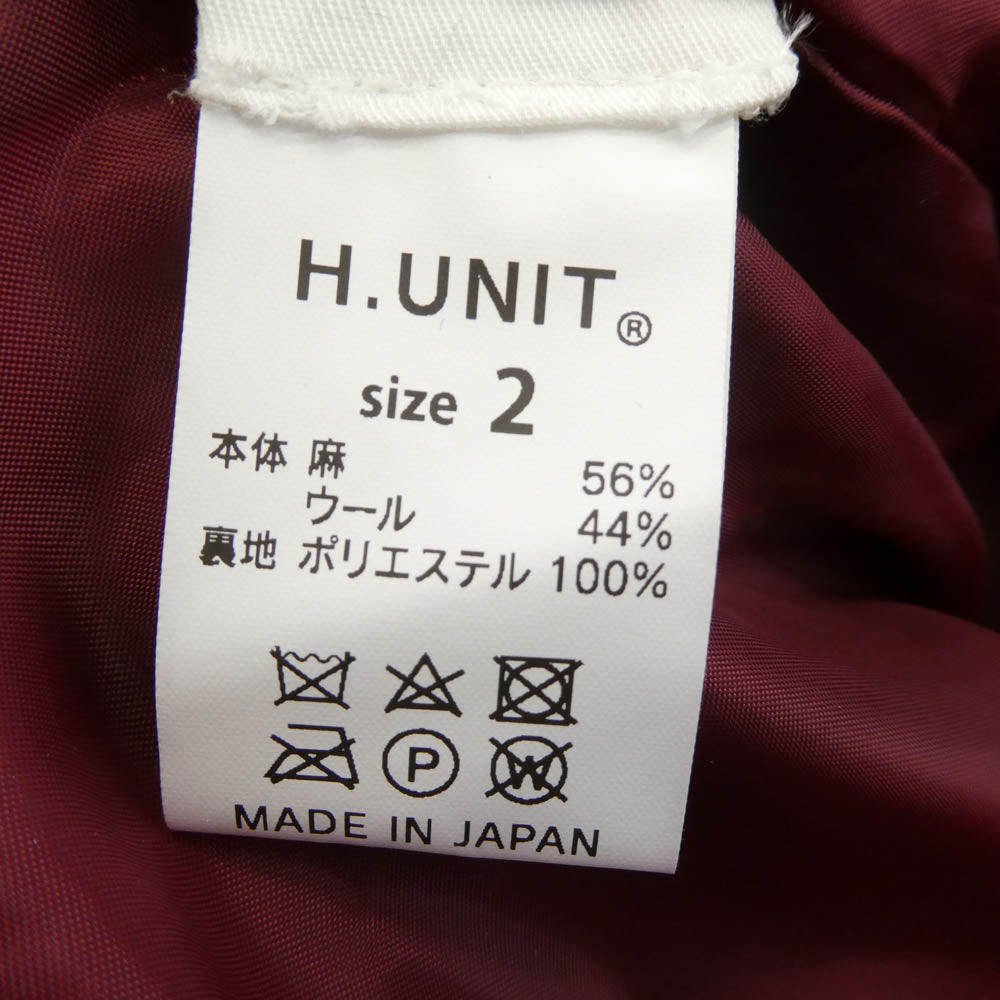 H.UNIT®
size 2
本体 麻 56%
ウール 44%
裏地 ポリエステル 100%
P W
MADE IN JAPAN